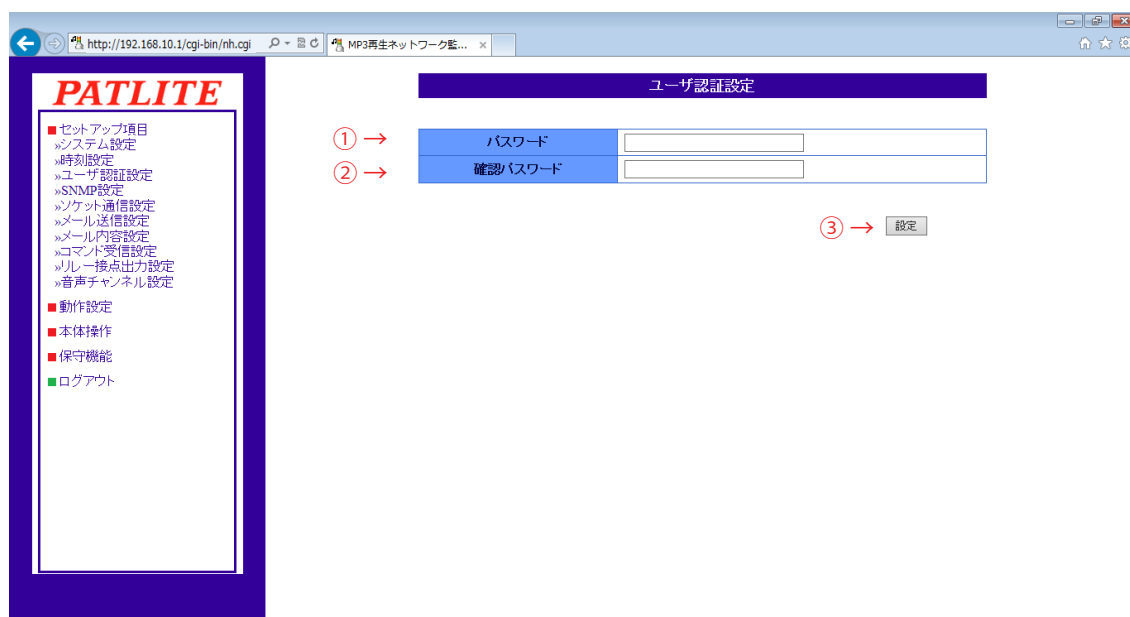 http://192.168.10.1/cgi-bin/nh.cgi
MP3再生ネットワーク監... ×
PATLITE
■セットアップ項目
»システム設定
»時刻設定
»ユーザ認証設定
»SNMP設定
»ソケット通信設定
»メール送信設定
»メール内容設定
»コマンド受信設定
»リレー接点出力設定
»音声チャンネル設定
■動作設定
■本体操作
■保守機能
■ログアウト
ユーザ認証設定
① → パスワード
② → 確認パスワード
③ → 設定